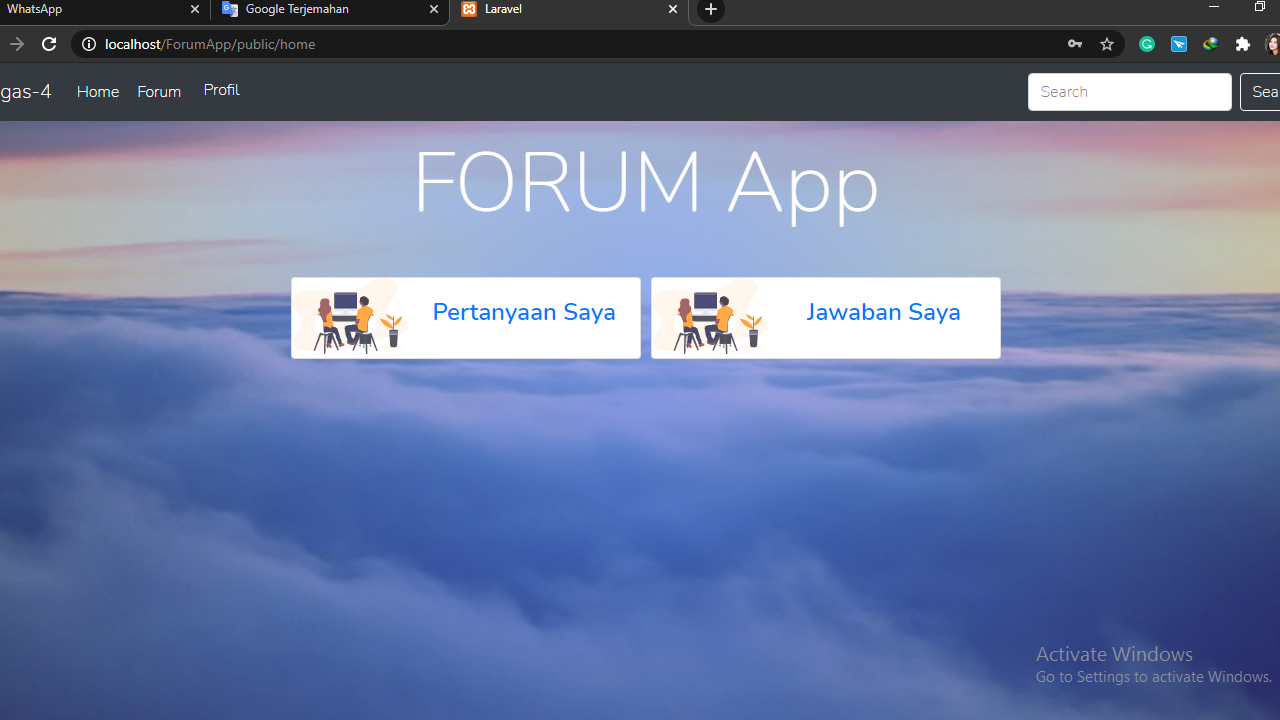 WhatsApp
Google Terjemahan
Laravel
localhost/ForumApp/public/home
gas-4
Home
Forum
Profil
Search
Sea
FORUM App
Pertanyaan Saya
Jawaban Saya
Activate Windows
Go to Settings to activate Windows.